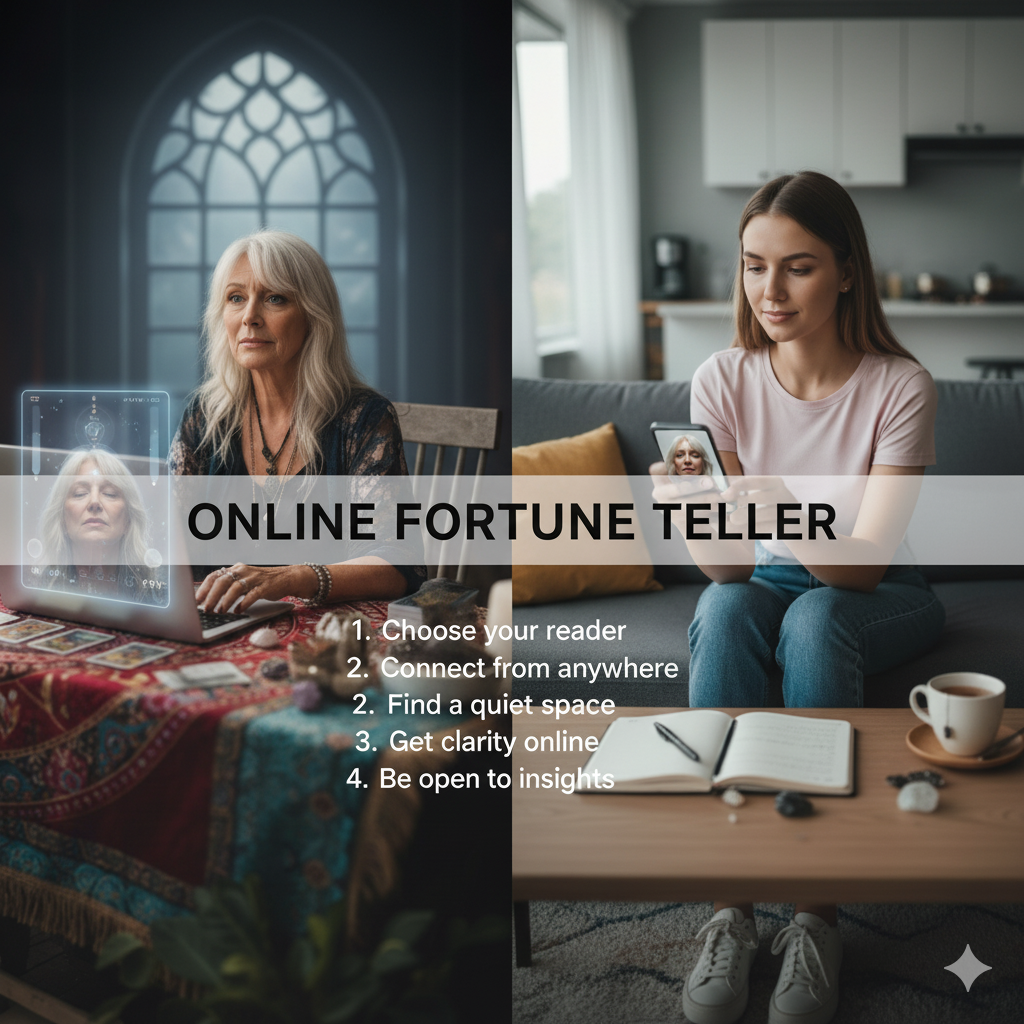 ONLINE FORTUNE TELLER
1. Choose your reader
2. Connect from anywhere
2. Find a quiet space
3. Get clarity online
4. Be open to insights